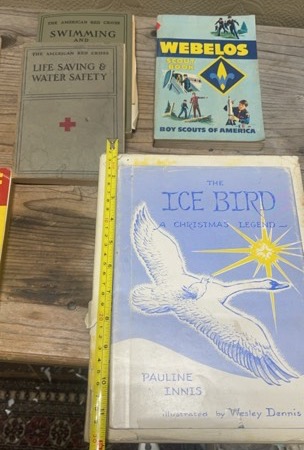 THE AMERICAN RED CROSS
SWIMMING
AND
THE AMERICAN RED CROSS
LIFE SAVING &
WATER SAFETY
WEBELOS
SCOUT
BOOK
BOY SCOUTS OF AMERICA
THE
ICE BIRD
A CHRISTMAS LEGEND
PAULINE
INNIS
illustrated by Wesley Dennis